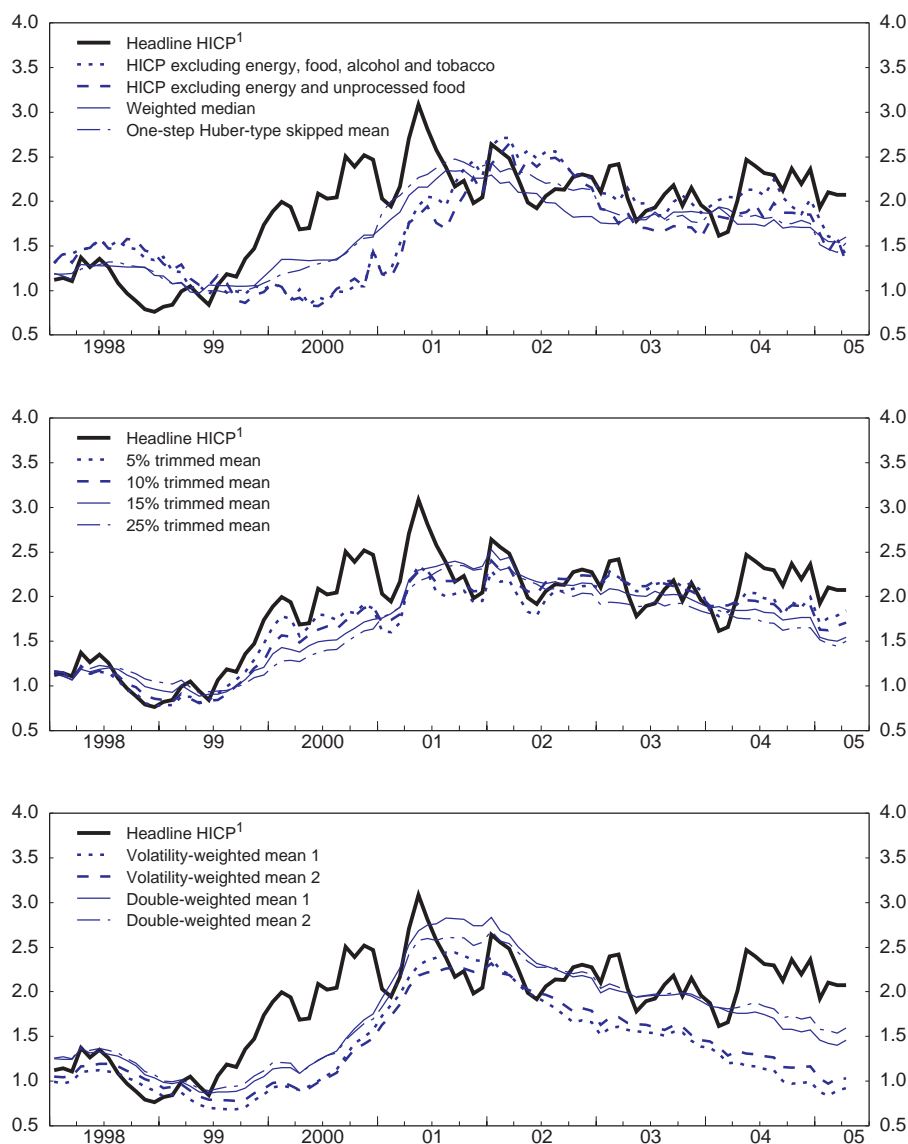 4.0 4.0
Headline HICP1
3.5 HICP excluding energy, food, alcohol and tobacco 3.5
HICP excluding energy and unprocessed food
3.0 Weighted median 3.0
One-step Huber-type skipped mean
2.5 2.5
2.0 2.0
1.5 1.5
1.0 1.0
0.5 0.5
1998 99 2000 01 02 03 04 05
4.0 4.0
Headline HICP1
3.5 5% trimmed mean 3.5
10% trimmed mean
3.0 15% trimmed mean 3.0
25% trimmed mean
2.5 2.5
2.0 2.0
1.5 1.5
1.0 1.0
0.5 0.5
1998 99 2000 01 02 03 04 05
4.0 4.0
Headline HICP1
3.5 Volatility-weighted mean 1 3.5
Volatility-weighted mean 2
3.0 Double-weighted mean 1 3.0
Double-weighted mean 2
2.5 2.5
2.0 2.0
1.5 1.5
1.0 1.0
0.5 0.5
1998 99 2000 01 02 03 04 05